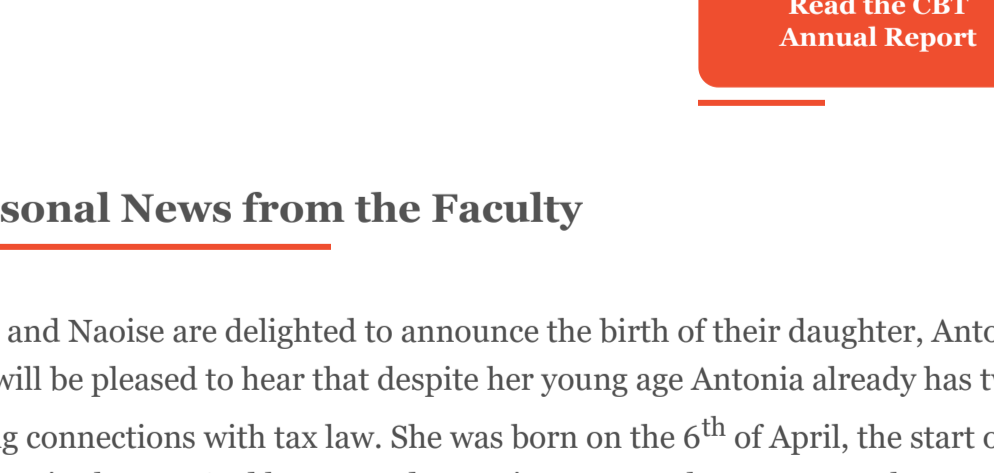 Read the CBT
Annual Report
sonal News from the Faculty
and Naoise are delighted to announce the birth of their daughter, Anto
will be pleased to hear that despite her young age Antonia already has tw
g connections with tax law. She was born on the 6th of April, the start o